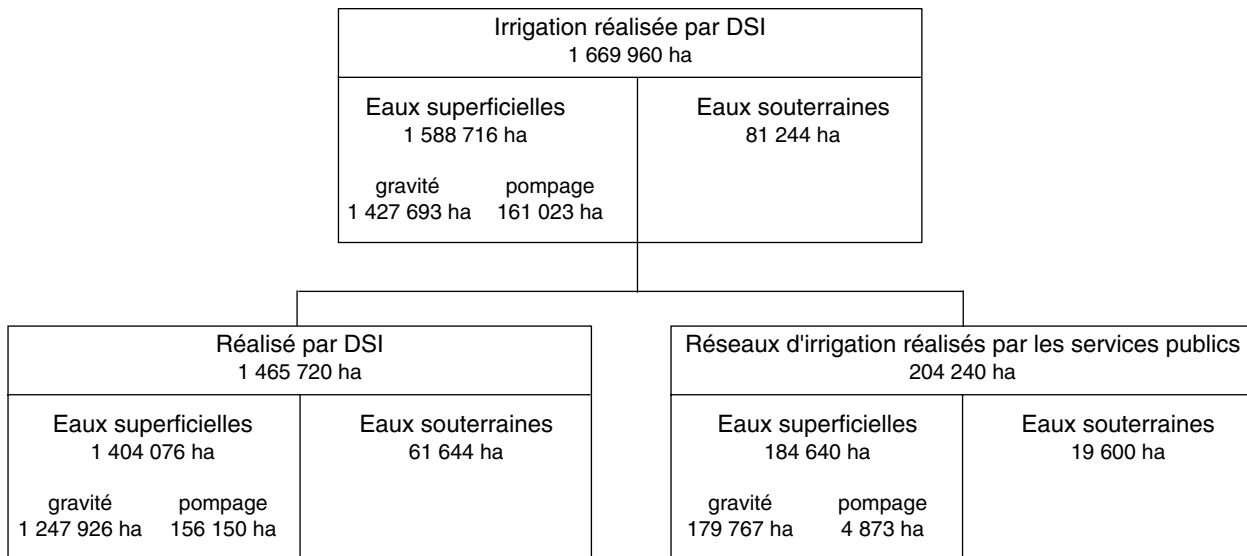 Irrigation réalisée par DSI
1 669 960 ha
Eaux superficielles
1 588 716 ha
gravité pompage
1 427 693 ha 161 023 ha
Eaux souterraines
81 244 ha
Réalisé par DSI
1 465 720 ha
Eaux superficielles
1 404 076 ha
gravité pompage
1 247 926 ha 156 150 ha
Eaux souterraines
61 644 ha
Réseaux d'irrigation réalisés par les services publics
204 240 ha
Eaux superficielles
184 640 ha
gravité pompage
179 767 ha 4 873 ha
Eaux souterraines
19 600 ha